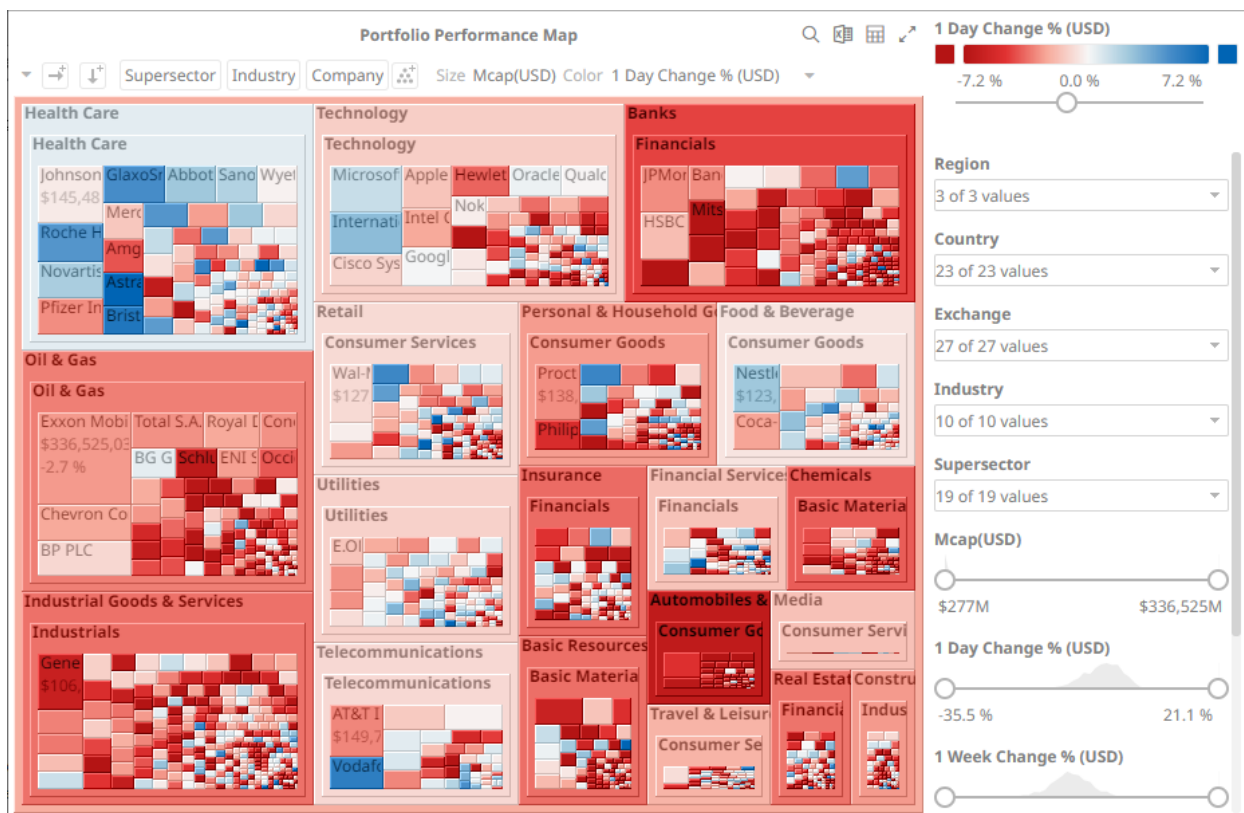 Portfolio Performance Map
Supersector Industry Company Size Mcap(USD) Color 1 Day Change % (USD)
Health Care
Health Care
Johnson
$145,48
GlaxoSr
Abbot
Sano
Wyet
Merc
Roche H
Amg
Novartis
Astra
Pfizer In
Brist
Technology
Technology
Microsof
Apple
Hewlet
Oracle
Qualc
Nok
Internati
Intel C
Cisco Sys
Googl
Banks
Financials
JPMor
Ban
HSBC
Mits
Oil & Gas
Oil & Gas
Exxon Mobi
$336,525,03
-2.7 %
Total S.A.
Royal D
Con
BG G
Schlu
ENI S
Occi
Chevron Co
BP PLC
Retail
Consumer Services
Wal-M
$127
Personal & Household G
Consumer Goods
Proct
$138,
Philip
Food & Beverage
Consumer Goods
Nestle
$123,
Coca-
Utilities
Utilities
E.ON
Insurance
Financials
Financial Service
Financials
Chemicals
Basic Materia
Industrial Goods & Services
Industrials
Gene
$106,
Telecommunications
Telecommunications
AT&T I
$149,7
Vodafo
Basic Resources
Basic Materia
Automobiles &
Consumer Go
Media
Consumer Servi
Travel & Leisur
Consumer Se
Real Estat
Financia
Constru
Indus
1 Day Change % (USD)
-7.2 % 0.0 % 7.2 %
Region
3 of 3 values
Country
23 of 23 values
Exchange
27 of 27 values
Industry
10 of 10 values
Supersector
19 of 19 values
Mcap(USD)
$277M $336,525M
1 Day Change % (USD)
-35.5 % 21.1 %
1 Week Change % (USD)